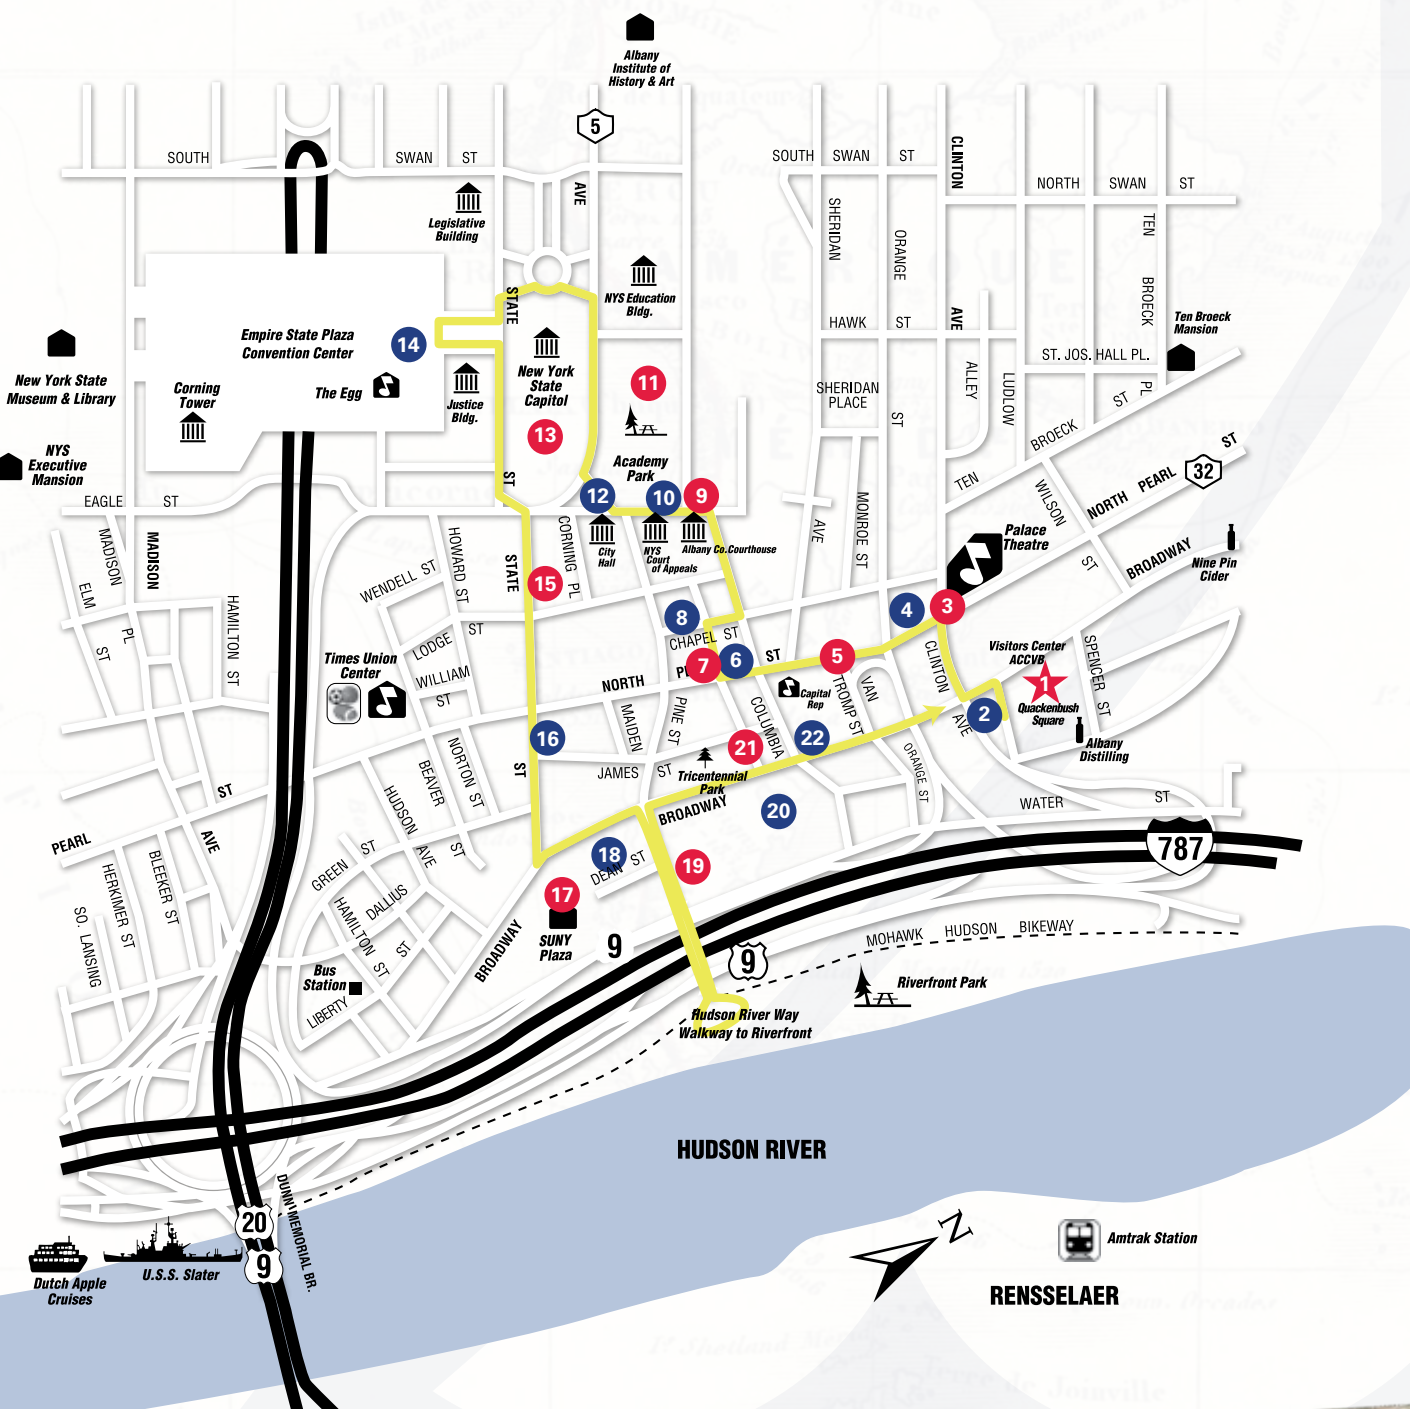 Albany
Institute of
History & Art
5
SOUTH SWAN ST
AVE
SOUTH SWAN ST
CLINTON
NORTH SWAN ST
Legislative
Building
SHERIDAN
ORANGE
TEN
BROECK
PL
NYS Education
Bldg.
STATE
HAWK ST
AVE
Ten Broeck
Mansion
Empire State Plaza
Convention Center
14
New York State
Museum & Library
The Egg
Corning
Tower
Justice
Bldg.
New York
State
Capitol
13
11
ST. JOS. HALL PL.
ALLEY
LUDLOW
SHERIDAN
PLACE
ST
TEN BROECK ST
NYS
Executive
Mansion
Academy
Park
ST
12
10
9
NORTH PEARL ST
32
EAGLE ST
MADISON PL
MADISON
AVE
HOWARD ST
STATE
ST
CORNING PL
City
Hall
NYS
Court
of Appeals
Albany Co. Courthouse
AVE
MONROE ST
WILSON
ST
Palace
Theatre
BROADWAY
Nine Pin
Cider
ELM
ST
HAMILTON ST
WENDELL ST
15
8
4
3
LODGE ST
CHAPEL ST
WILLIAM
ST
Times Union
Center
7
6
5
NORTH PE
ST
Visitors Center
ACCVB
1
Quackenbush
Square
SPENCER ST
CLINTON
AVE
2
Capital
Rep
TROMP ST
VAN
PINE ST
MAIDEN
COLUMBIA
16
21
22
Albany
Distilling
ORANGE ST
NORTON ST
BEAVER
ST
HUDSON
AVE
JAMES ST
Tricentennial
Park
BROADWAY
20
WATER ST
PEARL ST
787
GREEN ST
BLEEKER ST
HERKIMER ST
SO. LANSING
DALLIUS
ST
HAMILTON
ST
18
DEAN ST
19
17
SUNY
Plaza
9
BROADWAY
9
MOHAWK HUDSON BIKEWAY
Bus
Station
LIBERTY
Riverfront Park
Hudson River Way
Walkway to Riverfront
HUDSON RIVER
DUNN MEMORIAL BR.
20
9
N
Amtrak Station
Dutch Apple
Cruises
U.S.S. Slater
RENSSELAER